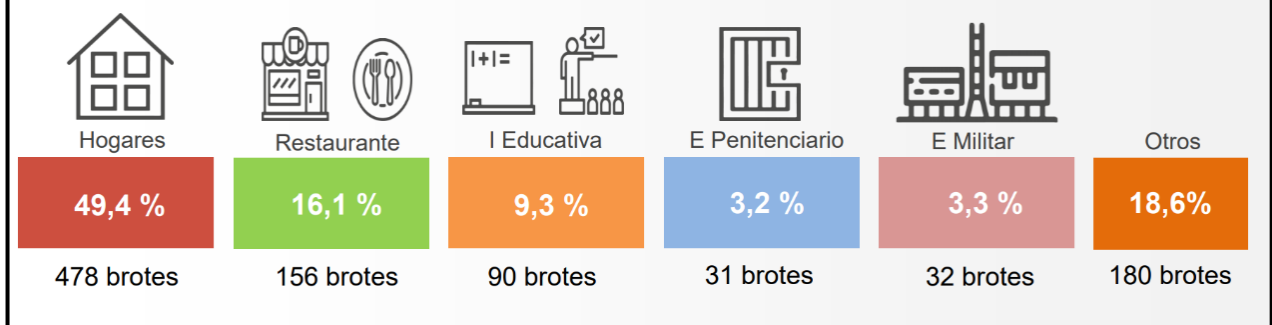 |+|=
Hogares
Restaurante
I Educativa
E Penitenciario
E Militar
Otros
49,4 %
16,1 %
9,3 %
3,2 %
3,3 %
18,6%
478 brotes
156 brotes
90 brotes
31 brotes
32 brotes
180 brotes